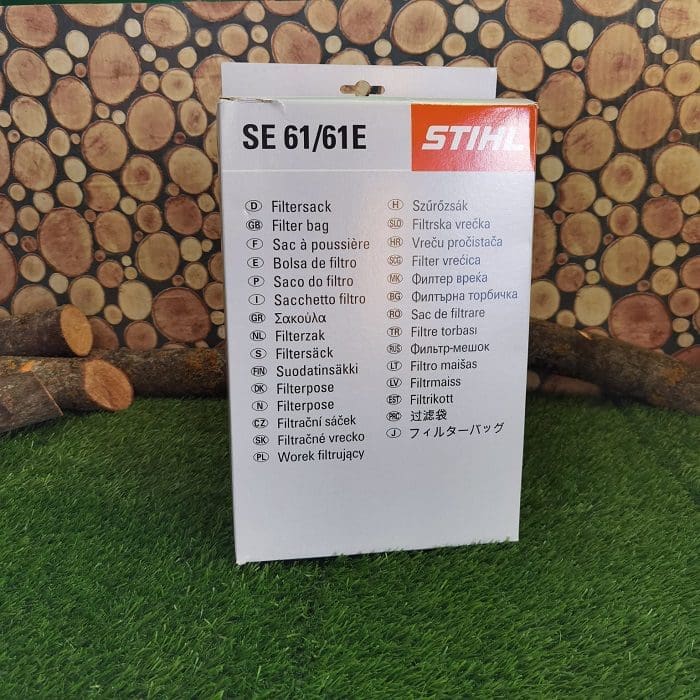 SE 61/61E
STIHL
D Filtersack
GB Filter bag
F Sac à poussière
E Bolsa de filtro
P Saco do filtro
I Sacchetto filtro
GR Σακούλα
NL Filterzak
S Filtersäck
FIN Suodatinsäkki
DK Filterpose
N Filterpose
CZ Filtrační sáček
SK Filtračné vrecko
PL Worek filtrujący
H Szűrőzsák
SLO Filtrska vrečka
HR Vreču pročistača
SCG Filter vrećica
MK Филтер вреќа
BG Филтърна торбичка
RO Sac de filtrare
TR Filtre torbası
RUS Фильтр-мешок
LT Filtro maišas
LV Filtrmaiss
EST Filtrikott
PRC 过滤袋
J フィルターバッグ